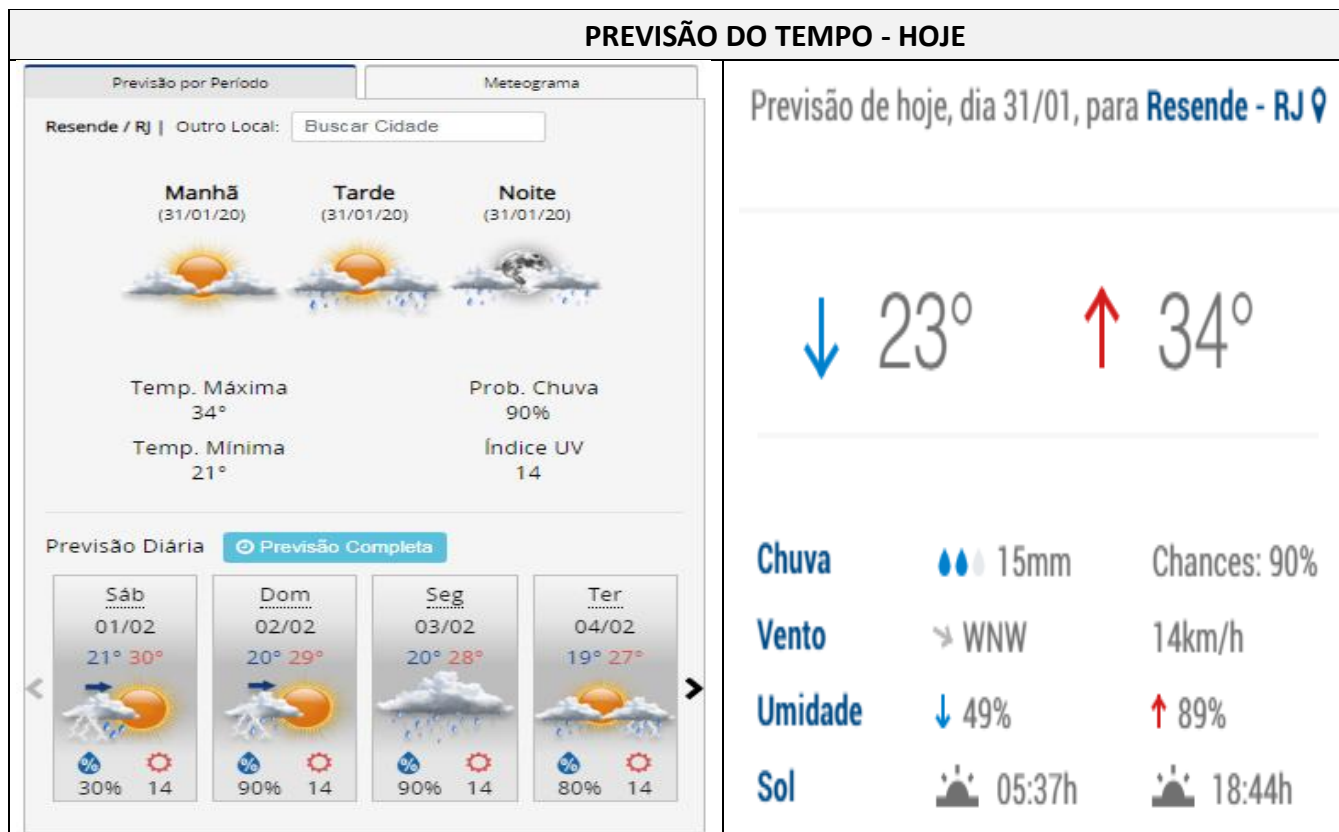 PREVISÃO DO TEMPO - HOJE
Previsão por Período
Meteograma
Resende / RJ | Outro Local: Buscar Cidade
Manhã Tarde Noite
(31/01/20) (31/01/20) (31/01/20)
Temp. Máxima Prob. Chuva
34° 90%
Temp. Mínima Índice UV
21° 14
Previsão Diária Previsão Completa
Sáb Dom Seg Ter
01/02 02/02 03/02 04/02
21° 30° 20° 29° 20° 28° 19° 27°
% % % %
30% 14 90% 14 90% 14 80% 14
Previsão de hoje, dia 31/01, para Resende - RJ
23° 34°
Chuva 15mm Chances: 90%
Vento WNW 14km/h
Umidade 49% 89%
Sol 05:37h 18:44h